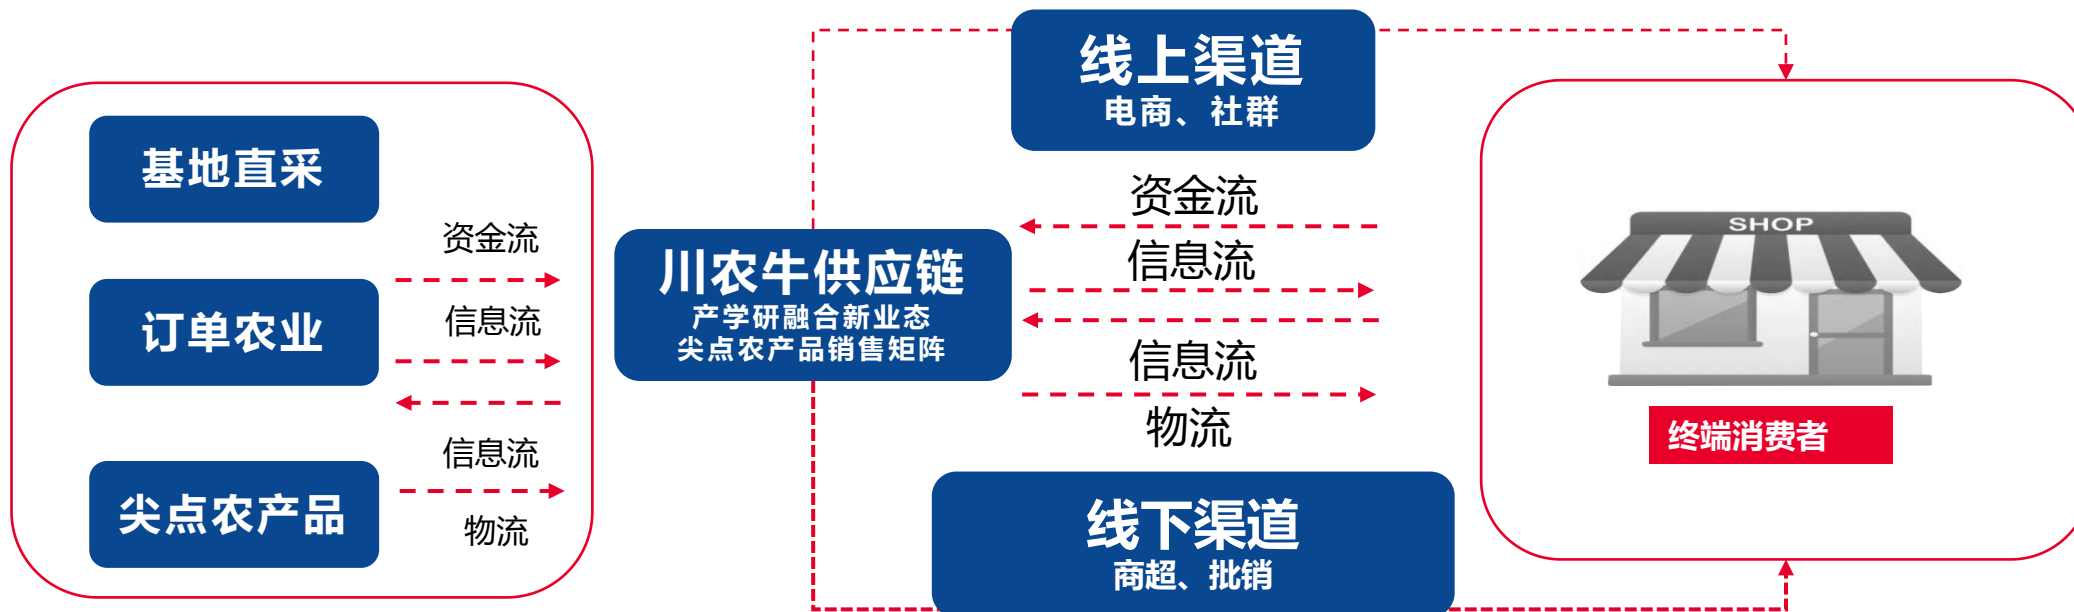 线上渠道
电商、社群
基地直采
资金流
订单农业
信息流
信息流
尖点农产品
物流
川农牛供应链
产学研融合新业态
尖点农产品销售矩阵
资金流
信息流
信息流
物流
线下渠道
商超、批销
SHOP
终端消费者